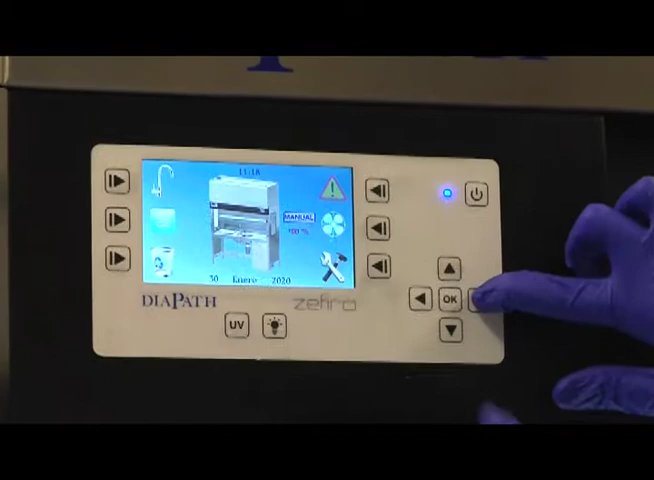 11:18
MANUAL
100 %
30 Enero 2020
DIAPATH
zefiro
UV
OK